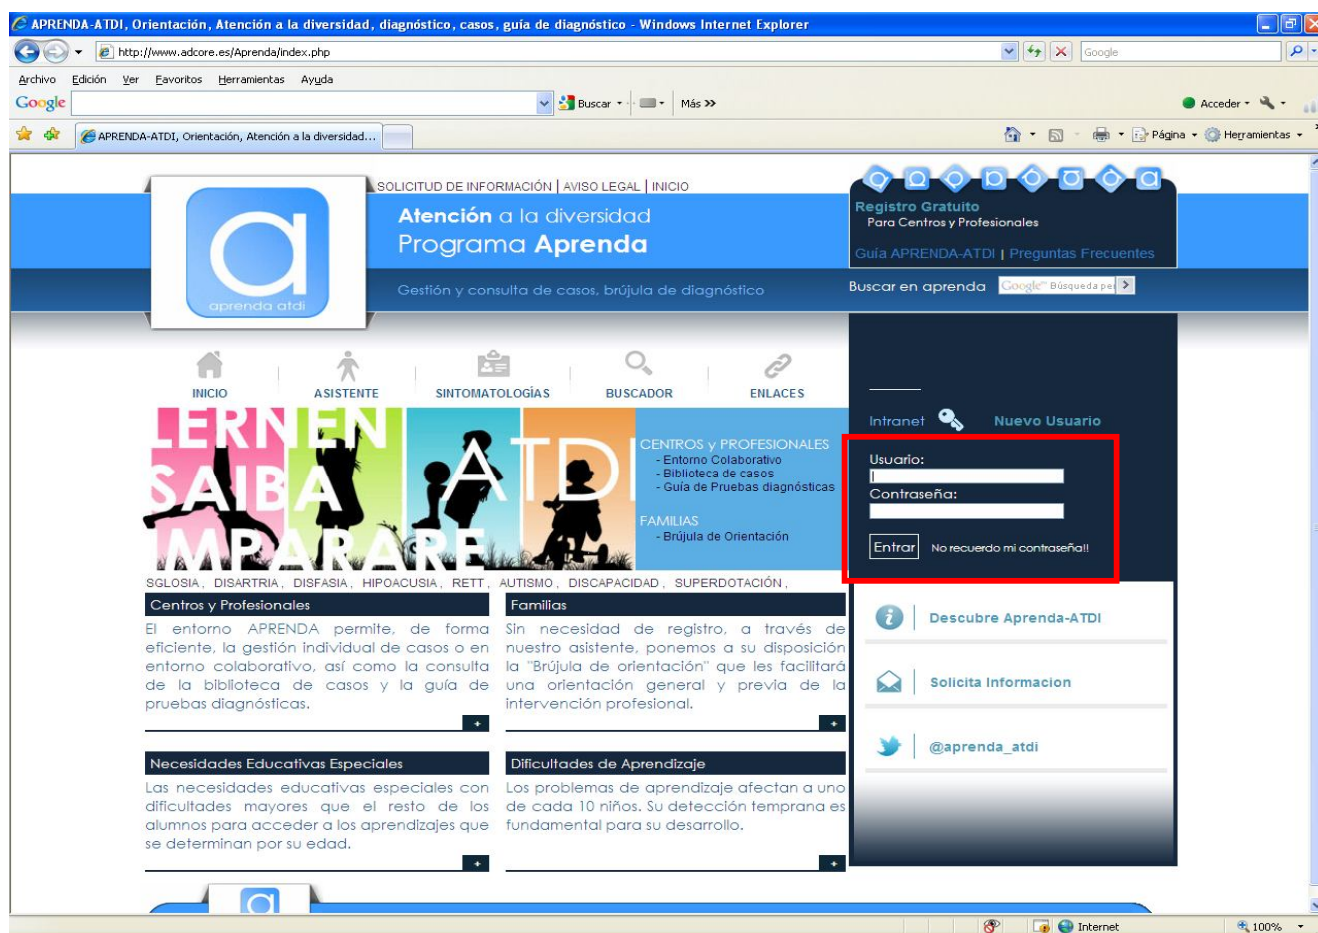 APRENDA-ATDI, Orientación, Atención a la diversidad, diagnóstico, casos, guía de diagnóstico - Windows Internet Explorer
http://www.adcore.es/Aprenda/index.php
Google
Archivo Edición Ver Favoritos Herramientas Ayuda
Google Buscar Más >> Acceder
APRENDA-ATDI, Orientación, Atención a la diversidad... Página Herramientas
SOLICITUD DE INFORMACIÓN | AVISO LEGAL | INICIO
Atención a la diversidad
Programa Aprenda
Gestión y consulta de casos, brújula de diagnóstico
a
aprenda atdi
Registro Gratuito
Para Centros y Profesionales
Guía APRENDA-ATDI | Preguntas Frecuentes
Buscar en aprenda Google™ Búsqueda per
INICIO ASISTENTE SINTOMATOLOGÍAS BUSCADOR ENLACES
LERNEN
SAIBA
IMPARARE
ATDI
CENTROS y PROFESIONALES
- Entorno Colaborativo
- Biblioteca de casos
- Guía de Pruebas diagnósticas
FAMILIAS
- Brújula de Orientación
SGLOSIA, DISARTRIA, DISFASIA, HIPOACUSIA, RETT, AUTISMO, DISCAPACIDAD, SUPERDOTACIÓN,
Centros y Profesionales
El entorno APRENDA permite, de forma
eficiente, la gestión individual de casos o en
entorno colaborativo, así como la consulta
de la biblioteca de casos y la guía de
pruebas diagnósticas.
+
Familias
Sin necesidad de registro, a través de
nuestro asistente, ponemos a su disposición
la "Brújula de orientación" que les facilitará
una orientación general y previa de la
intervención profesional.
+
Necesidades Educativas Especiales
Las necesidades educativas especiales con
dificultades mayores que el resto de los
alumnos para acceder a los aprendizajes que
se determinan por su edad.
+
Dificultades de Aprendizaje
Los problemas de aprendizaje afectan a uno
de cada 10 niños. Su detección temprana es
fundamental para su desarrollo.
+
Intranet Nuevo Usuario
Usuario:
Contraseña:
Entrar No recuerdo mi contraseña!!
Descubre Aprenda-ATDI
Solicita Informacion
@aprenda_atdi
Internet 100%